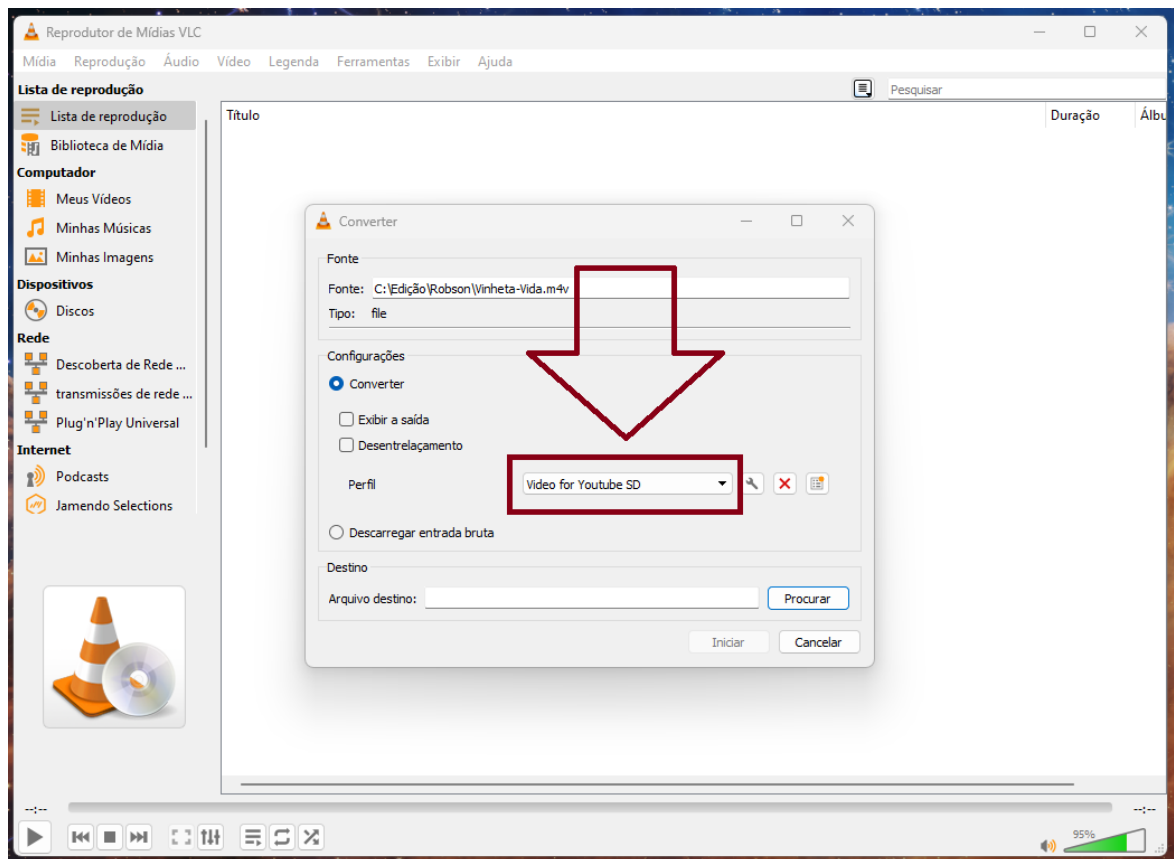 Reprodutor de Mídias VLC
Mídia Reprodução Áudio Vídeo Legenda Ferramentas Exibir Ajuda
Lista de reprodução
Pesquisar
Lista de reprodução
Título Duração Álbu
Biblioteca de Mídia
Computador
Meus Vídeos
Minhas Músicas
Minhas Imagens
Dispositivos
Discos
Rede
Descoberta de Rede ...
transmissões de rede ...
Plug'n'Play Universal
Internet
Podcasts
Jamendo Selections
Converter
Fonte
Fonte: C:\Edição\Robson\Vinheta-Vida.m4v
Tipo: file
Configurações
Converter
Exibir a saída
Desentrelaçamento
Perfil Video for Youtube SD
Descarregar entrada bruta
Destino
Arquivo destino: Procurar
Iniciar Cancelar
--:-- --:--
95%